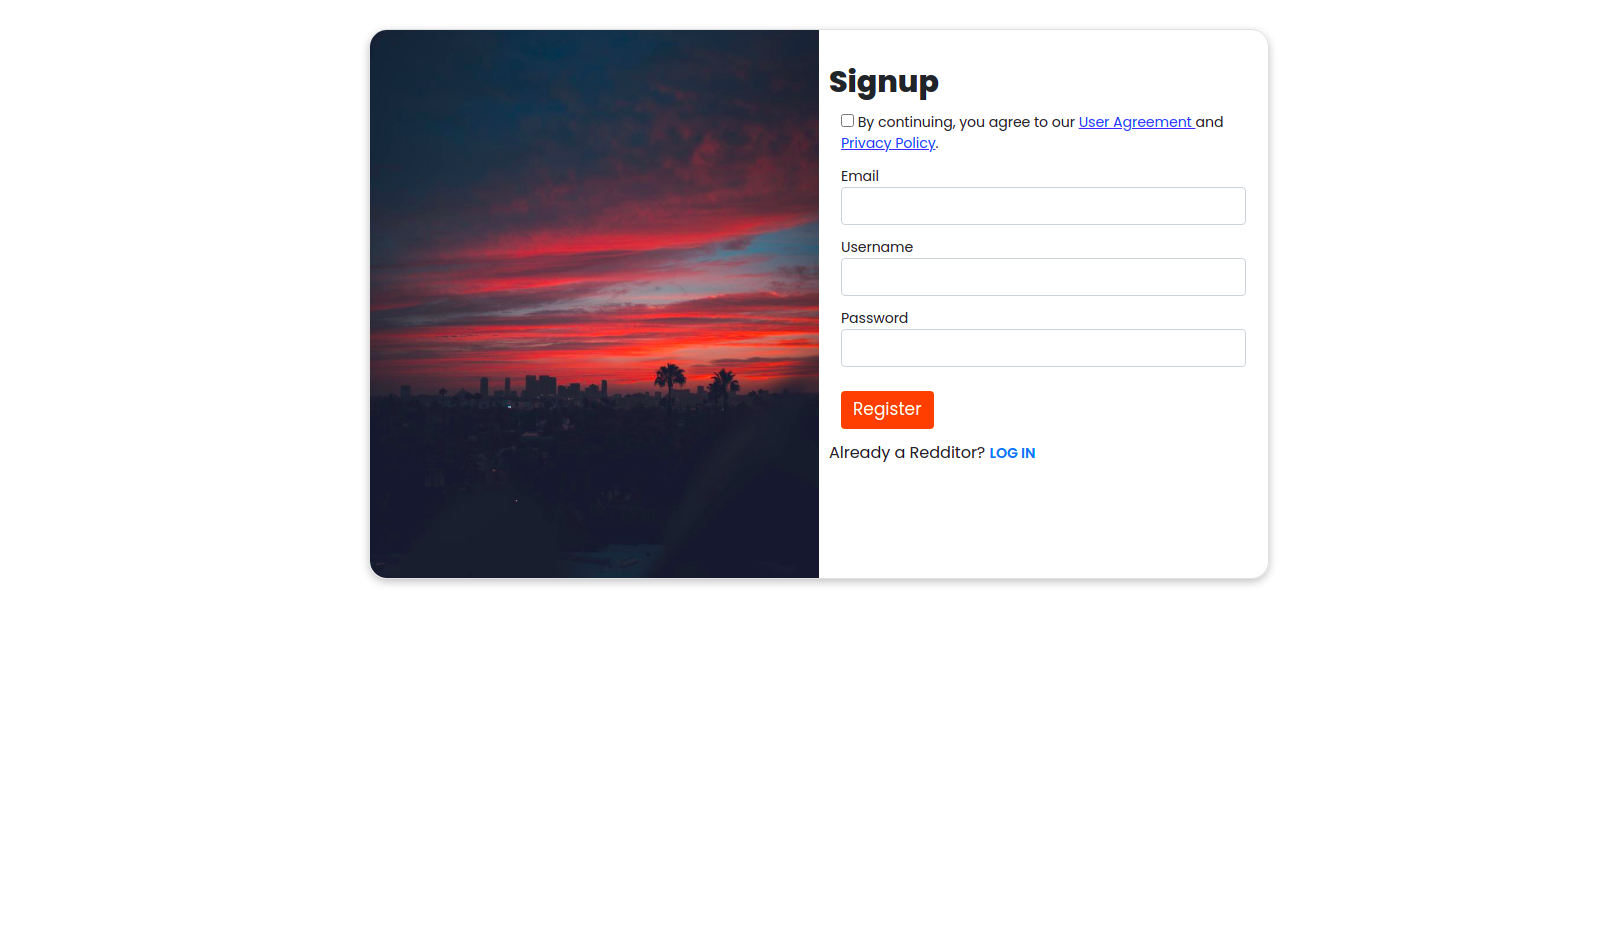 Signup
By continuing, you agree to our User Agreement and
Privacy Policy.
Email
Username
Password
Register
Already a Redditor? LOG IN